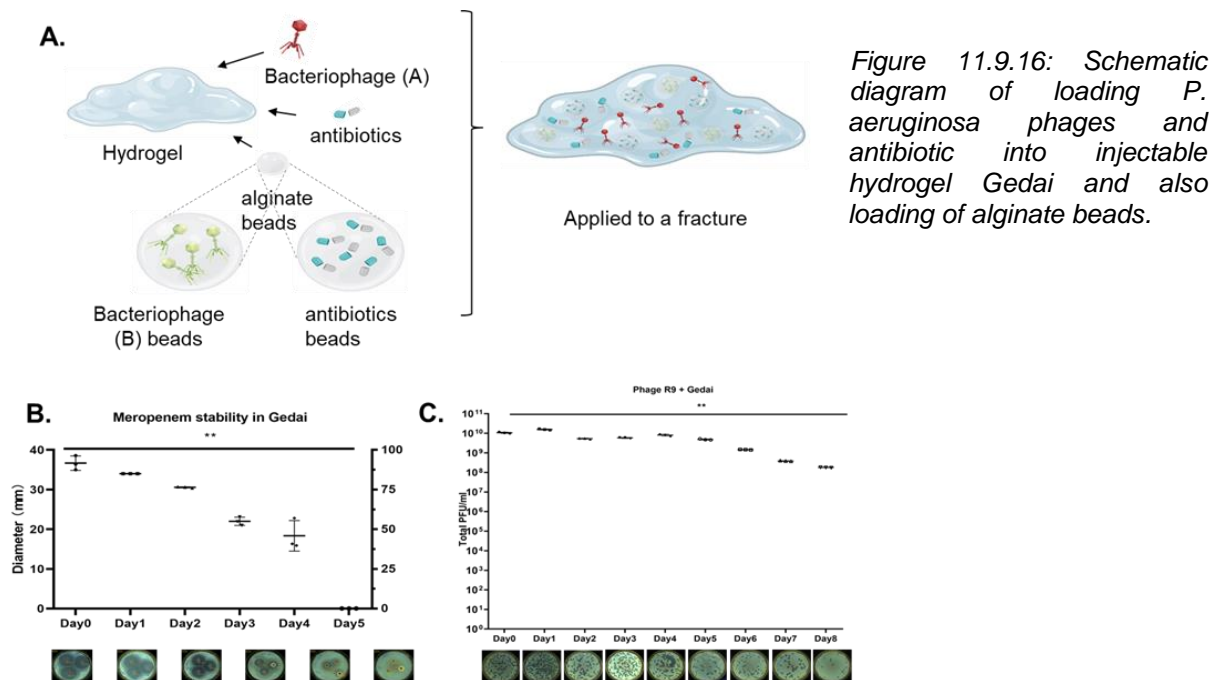 A.
Bacteriophage (A)
antibiotics
Hydrogel
alginate
beads
Bacteriophage
(B) beads
antibiotics
beads
Applied to a fracture
Figure 11.9.16: Schematic
diagram of loading P.
aeruginosa phages and
antibiotic into injectable
hydrogel Gedai and also
loading of alginate beads.
B.
Meropenem stability in Gedai
**
Diameter (mm)
40
30
20
10
0
100
75
50
25
0
Day0 Day1 Day2 Day3 Day4 Day5
C.
Phage R9 + Gedai
**
Total PFU/ml
10¹¹
10¹⁰
10⁹
10⁸
10⁷
10⁶
10⁵
10⁴
10³
10²
10¹
10⁰
Day0 Day1 Day2 Day3 Day4 Day5 Day6 Day7 Day8